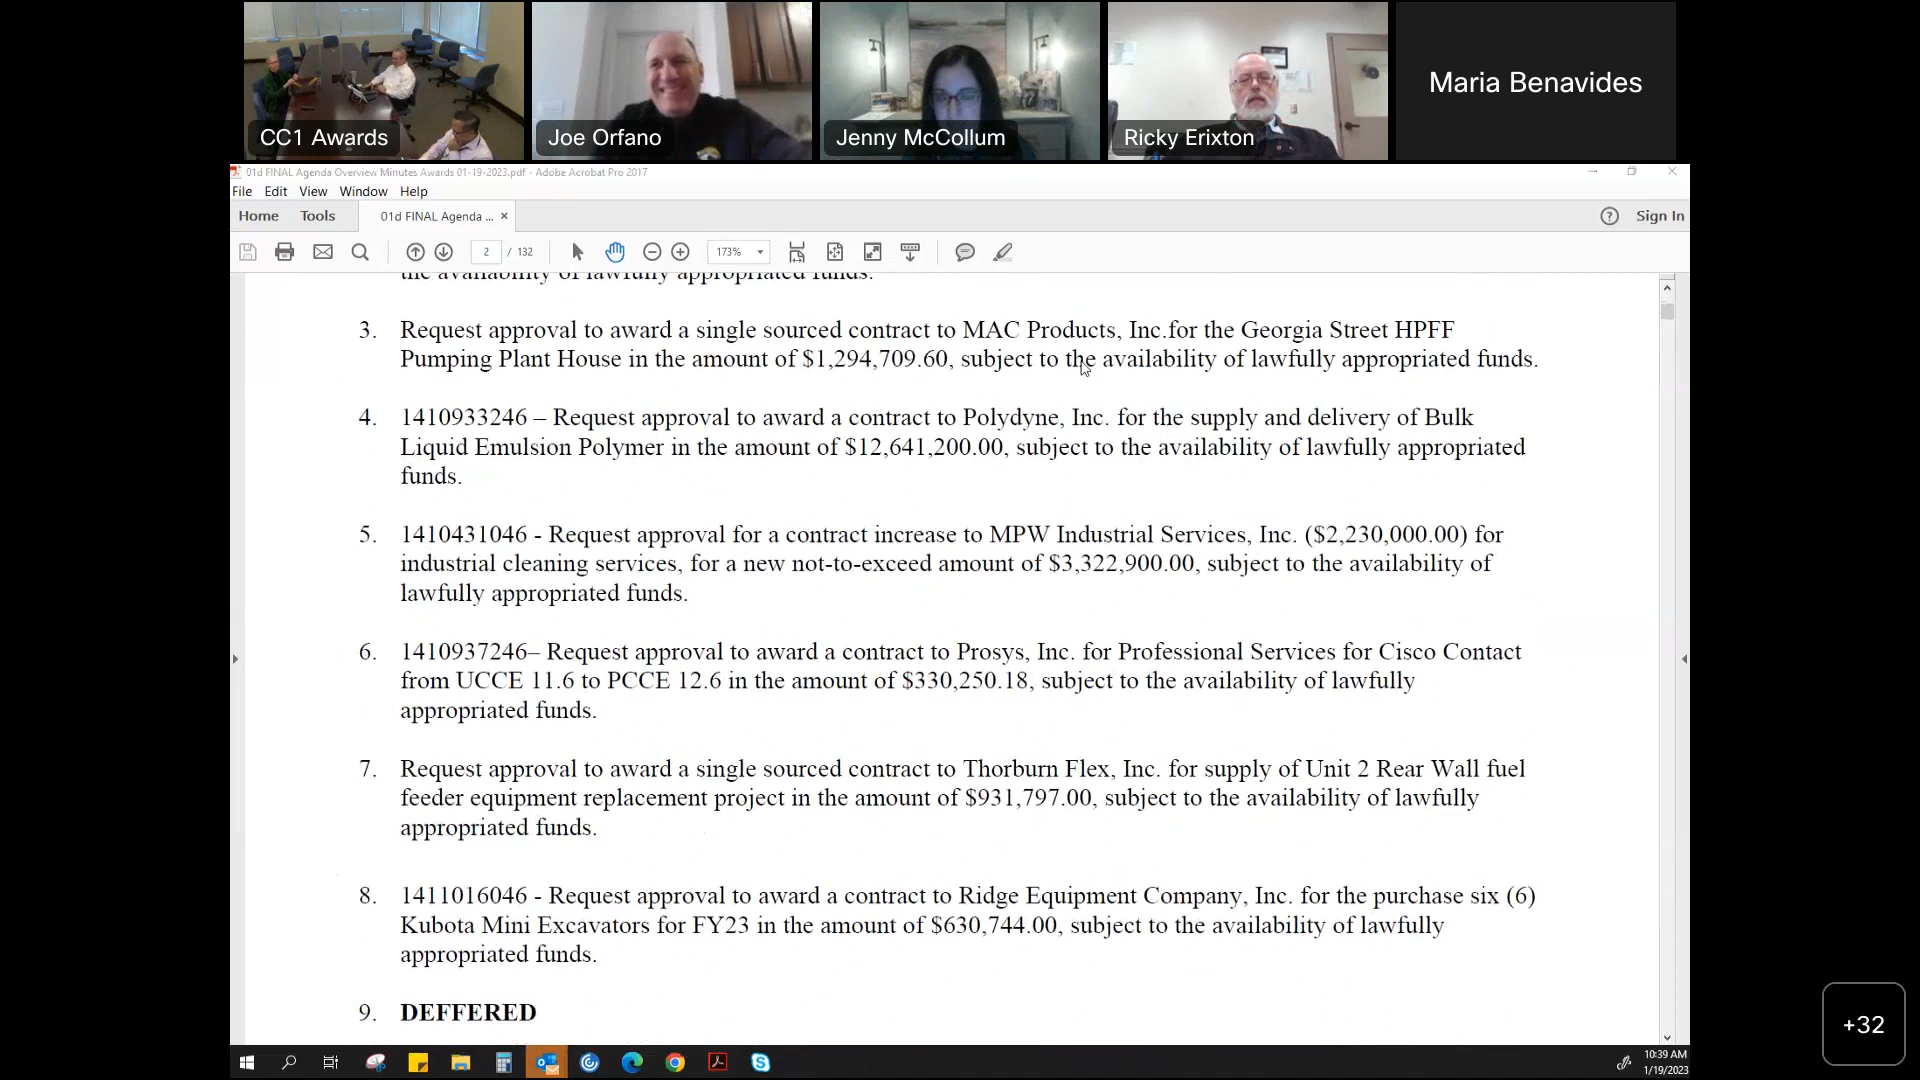 CC1 Awards
Joe Orfano
Jenny McCollum
Ricky Erixton
Maria Benavides
01d FINAL Agenda Overview Minutes Awards 01-19-2023.pdf - Adobe Acrobat Pro 2017
File Edit View Window Help
Home Tools 01d FINAL Agenda ... × Sign In
2 / 132 173%
the availability of lawfully appropriated funds.
3. Request approval to award a single sourced contract to MAC Products, Inc.for the Georgia Street HPFF
Pumping Plant House in the amount of $1,294,709.60, subject to the availability of lawfully appropriated funds.
4. 1410933246 – Request approval to award a contract to Polydyne, Inc. for the supply and delivery of Bulk
Liquid Emulsion Polymer in the amount of $12,641,200.00, subject to the availability of lawfully appropriated
funds.
5. 1410431046 - Request approval for a contract increase to MPW Industrial Services, Inc. ($2,230,000.00) for
industrial cleaning services, for a new not-to-exceed amount of $3,322,900.00, subject to the availability of
lawfully appropriated funds.
6. 1410937246– Request approval to award a contract to Prosys, Inc. for Professional Services for Cisco Contact
from UCCE 11.6 to PCCE 12.6 in the amount of $330,250.18, subject to the availability of lawfully
appropriated funds.
7. Request approval to award a single sourced contract to Thorburn Flex, Inc. for supply of Unit 2 Rear Wall fuel
feeder equipment replacement project in the amount of $931,797.00, subject to the availability of lawfully
appropriated funds.
8. 1411016046 - Request approval to award a contract to Ridge Equipment Company, Inc. for the purchase six (6)
Kubota Mini Excavators for FY23 in the amount of $630,744.00, subject to the availability of lawfully
appropriated funds.
9. DEFFERED
+32
10:39 AM
1/19/2023